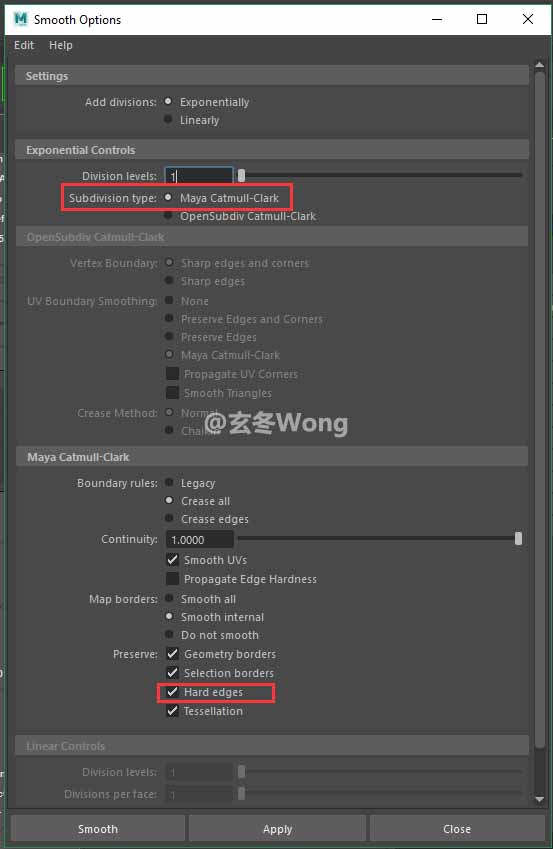 Smooth Options
Edit Help
Settings
Add divisions: Exponentially
Linearly
Exponential Controls
Division levels: 1
Subdivision type: Maya Catmull-Clark
OpenSubdiv Catmull-Clark
OpenSubdiv Catmull-Clark
Vertex Boundary: Sharp edges and corners
Sharp edges
UV Boundary Smoothing: None
Preserve Edges and Corners
Preserve Edges
Maya Catmull-Clark
Propagate UV Corners
Smooth Triangles
Crease Method: Normal
@玄冬Wong
Maya Catmull-Clark
Boundary rules: Legacy
Crease all
Crease edges
Continuity: 1.0000
Smooth UVs
Propagate Edge Hardness
Map borders: Smooth all
Smooth internal
Do not smooth
Preserve: Geometry borders
Selection borders
Hard edges
Tessellation
Linear Controls
Division levels: 1
Divisions per face: 1
Smooth Apply Close